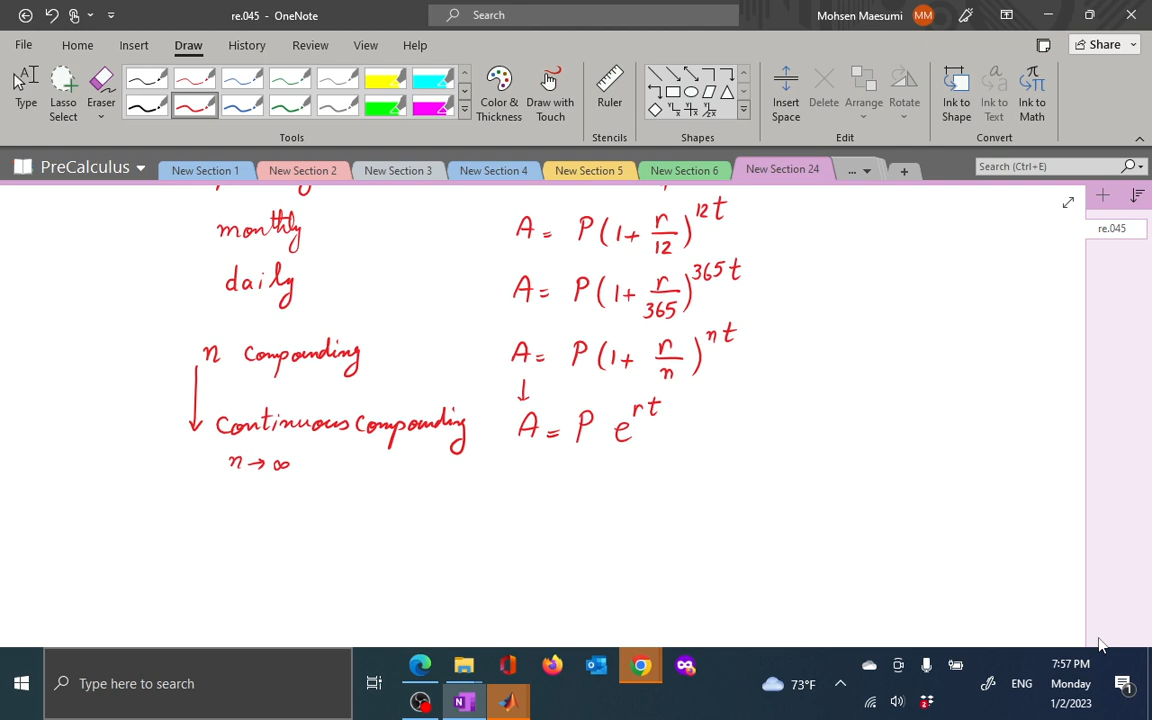 re.045 - OneNote
Search
Mohsen Maesumi MM
File Home Insert Draw History Review View Help
Share
Type Lasso Select Eraser
Color & Thickness Draw with Touch
Ruler
Insert Space Delete Arrange Rotate
Ink to Shape Ink to Text Ink to Math
Tools Stencils Shapes Edit Convert
PreCalculus New Section 1 New Section 2 New Section 3 New Section 4 New Section 5 New Section 6 New Section 24 ... Search (Ctrl+E)
re.045
monthly A = P(1+ r/12)^12t
daily A = P(1+ r/365)^365t
n compounding A = P(1+ r/n)^nt
↓ ↓
Continuous compounding A = P e^rt
n → ∞
Type here to search
73°F
ENG
7:57 PM
Monday
1/2/2023
1